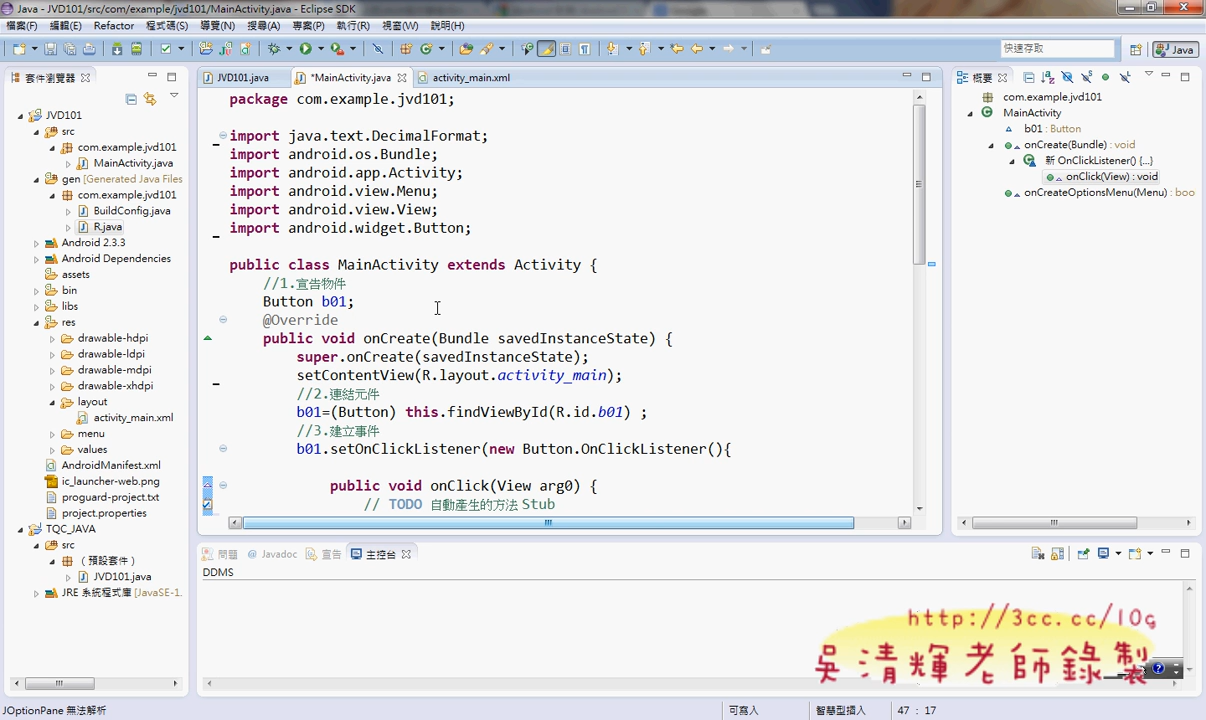 Java - JVD101/src/com/example/jvd101/MainActivity.java - Eclipse SDK
檔案(F) 編輯(E) Refactor 程式碼(S) 導覽(N) 搜尋(A) 專案(P) 執行(R) 視窗(W) 說明(H)
快速存取
Java
套件瀏覽器
JVD101
src
com.example.jvd101
MainActivity.java
gen [Generated Java Files
com.example.jvd101
BuildConfig.java
R.java
Android 2.3.3
Android Dependencies
assets
bin
libs
res
drawable-hdpi
drawable-ldpi
drawable-mdpi
drawable-xhdpi
layout
activity_main.xml
menu
values
AndroidManifest.xml
ic_launcher-web.png
proguard-project.txt
project.properties
TQC_JAVA
src
(預設套件)
JVD101.java
JRE 系統程式庫 [JavaSE-1.
JVD101.java *MainActivity.java activity_main.xml
package com.example.jvd101;
import java.text.DecimalFormat;
import android.os.Bundle;
import android.app.Activity;
import android.view.Menu;
import android.view.View;
import android.widget.Button;
public class MainActivity extends Activity {
//1.宣告物件
Button b01;
@Override
public void onCreate(Bundle savedInstanceState) {
super.onCreate(savedInstanceState);
setContentView(R.layout.activity_main);
//2.連結元件
b01=(Button) this.findViewById(R.id.b01) ;
//3.建立事件
b01.setOnClickListener(new Button.OnClickListener(){
public void onClick(View arg0) {
// TODO 自動產生的方法 Stub
概要
com.example.jvd101
MainActivity
b01 : Button
onCreate(Bundle) : void
新 OnClickListener() {...}
onClick(View) : void
onCreateOptionsMenu(Menu) : boo
問題 @ Javadoc 宣告 主控台
DDMS
http://3cc.cc/10g
吳清輝老師錄製
JOptionPane 無法解析
可寫入
智慧型插入
47 : 17